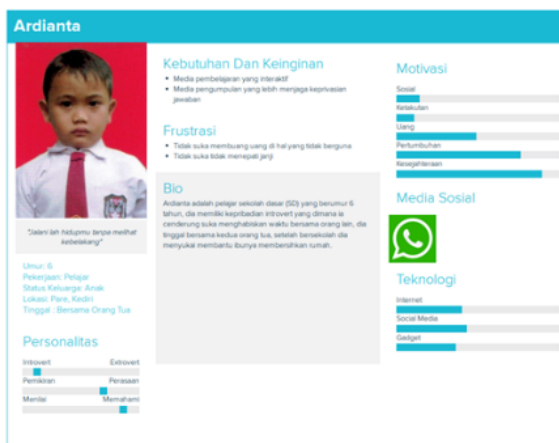 Ardianta
"Jalani lah hidupmu tanpa melihat
kebelakang"
Umur: 6
Pekerjaan: Pelajar
Status Keluarga: Anak
Lokasi: Pare, Kediri
Tinggal : Bersama Orang Tua
Personalitas
Introvert Extrovert
Pemikiran Perasaan
Menilai Memahami
Kebutuhan Dan Keinginan
• Media pembelajaran yang interaktif
• Media pengumpulan yang lebih menjaga keprivasian
jawaban
Frustrasi
• Tidak suka membuang uang di hal yang tidak berguna
• Tidak suka tidak menepati janji
Bio
Ardianta adalah pelajar sekolah dasar (SD) yang berumur 6
tahun, dia memiliki kepribadian introvert yang dimana ia
cenderung suka menghabiskan waktu bersama orang lain, dia
tinggal bersama kedua orang tua, setelah bersekolah dia
menyukai membantu ibunya membersihkan rumah.
Motivasi
Sosial
Ketakutan
Uang
Pertumbuhan
Kesejahteraan
Media Sosial
Teknologi
Internet
Social Media
Gadget